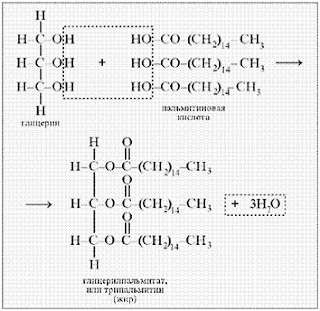 H
H–C–OH HO–CO–(CH₂)₁₄–CH₃
H–C–OH + HO–CO–(CH₂)₁₄–CH₃
H–C–OH HO–CO–(CH₂)₁₄–CH₃
H
глицерин
пальмитиновая
кислота
H O
H–C–O–C–(CH₂)₁₄–CH₃
O
H–C–O–C–(CH₂)₁₄–CH₃ + 3H₂O
O
H–C–O–C–(CH₂)₁₄–CH₃
H
глицерилпальмитат,
или трипальмитин
(жир)